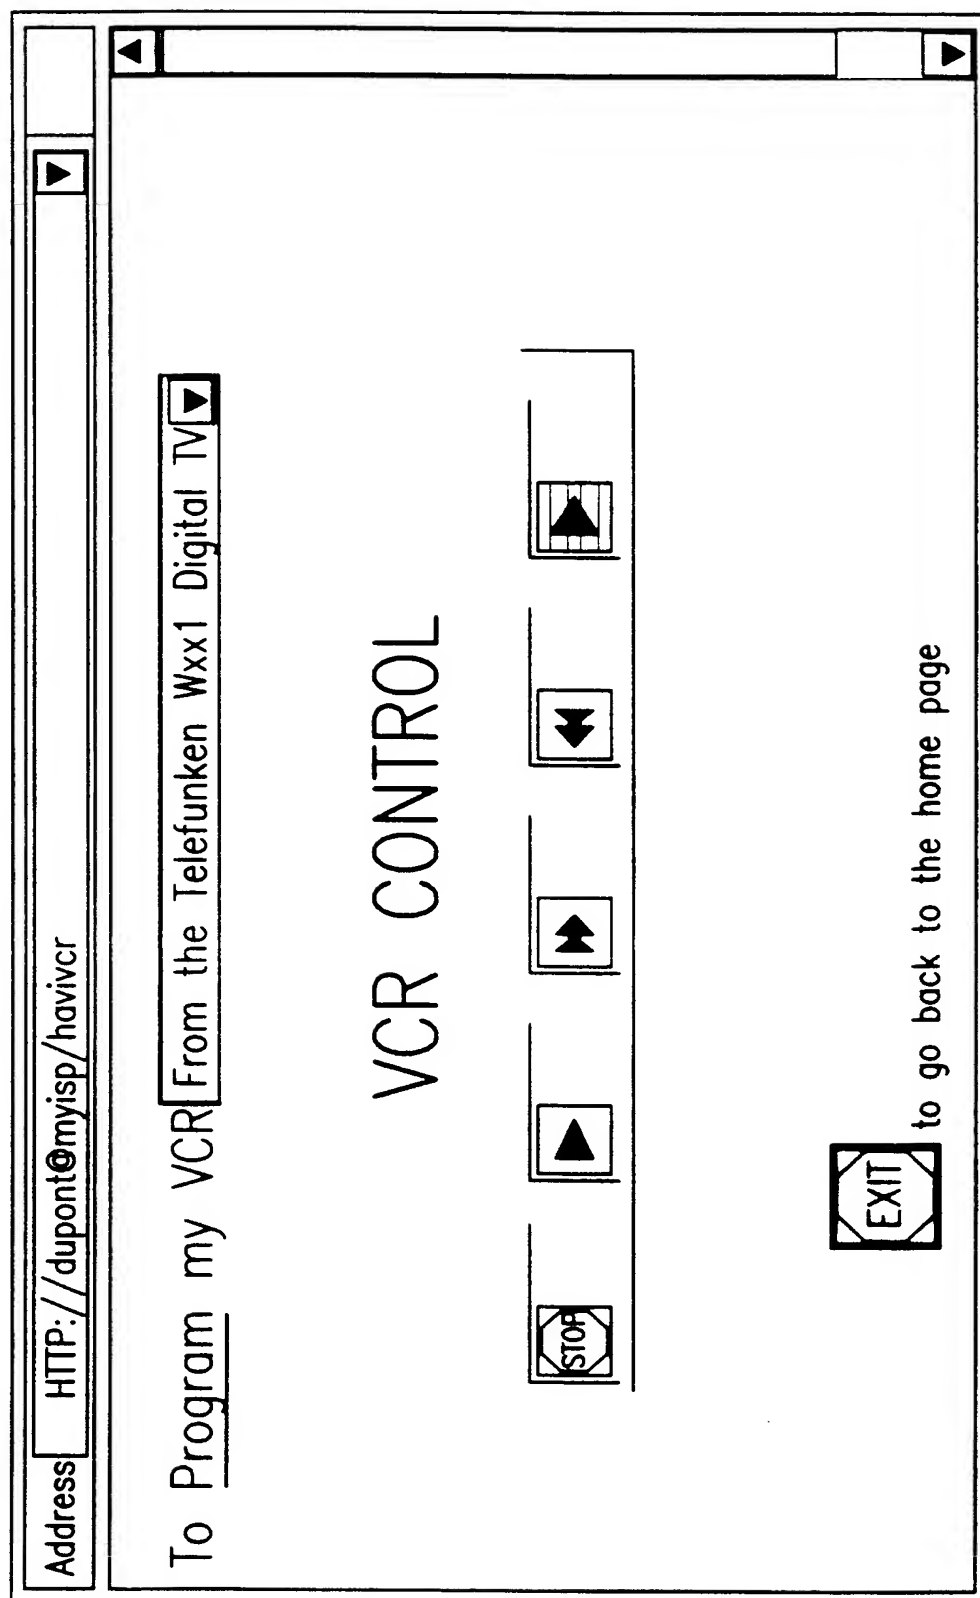 Address HTTP://dupont@myisp/havivcr
To Program my VCR From the Telefunken Wxx1 Digital TV
VCR CONTROL
STOP
EXIT to go back to the home page